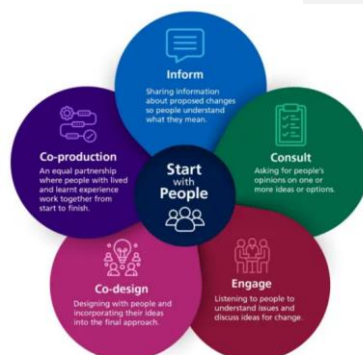 Inform
Sharing information
about proposed changes
so people understand
what they mean.
Consult
Asking for people's
opinions on one or
more ideas or options.
Engage
Listening to people to
understand issues and
discuss ideas for change.
Co-design
Designing with people and
incorporating their ideas
into the final approach.
Co-production
An equal partnership
where people with lived
and learnt experience
work together from
start to finish.
Start
with
People